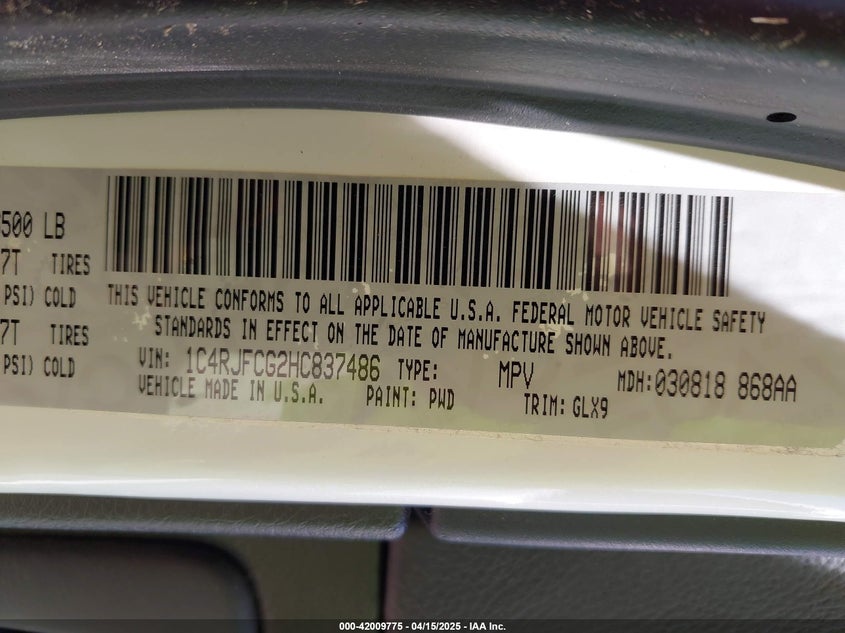 500 LB
7T TIRES
PSI) COLD
7T TIRES
PSI) COLD
THIS VEHICLE CONFORMS TO ALL APPLICABLE U.S.A. FEDERAL MOTOR VEHICLE SAFETY
STANDARDS IN EFFECT ON THE DATE OF MANUFACTURE SHOWN ABOVE.
VIN: 1C4RJFCG2HC837486 TYPE: MPV MDH:030818 868AA
VEHICLE MADE IN U.S.A. PAINT: PWD TRIM: GLX9
000-42009775 - 04/15/2025 - IAA Inc.